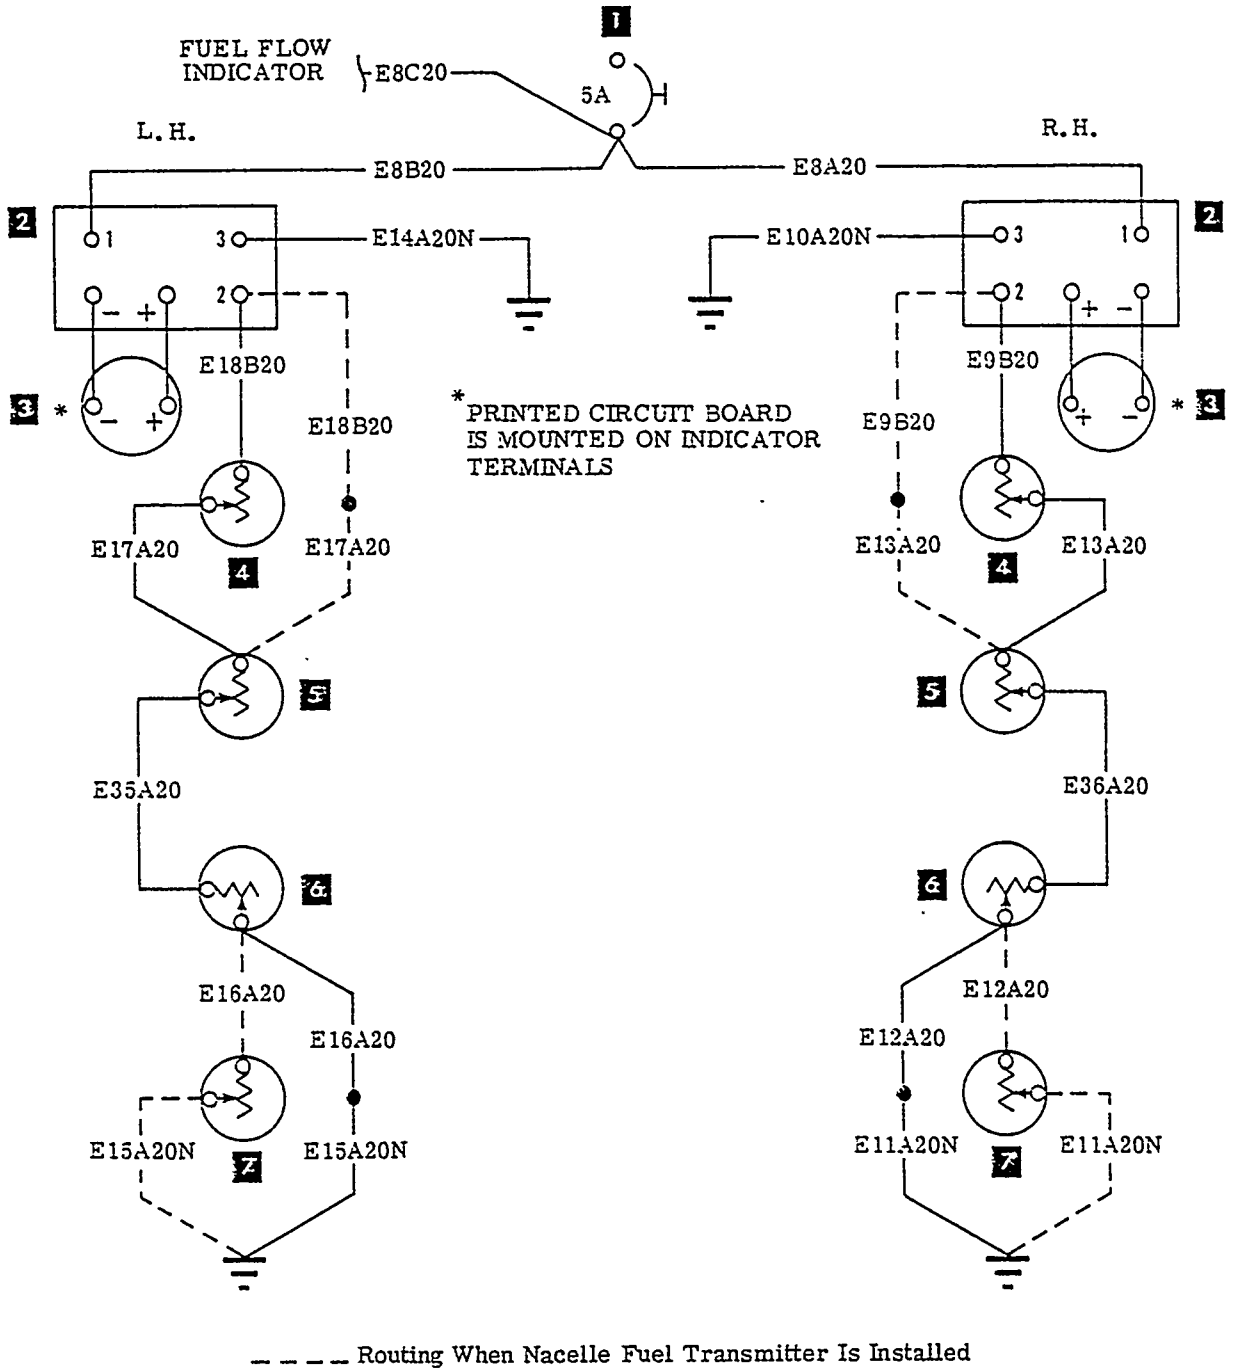 1
FUEL FLOW
INDICATOR
E8C20
5A
L. H.
R. H.
E8B20
E8A20
2
1
3
E14A20N
E10A20N
3
1
2
- +
2
2
+ -
E18B20
E9B20
3
*
- +
+ -
*
3
*
PRINTED CIRCUIT BOARD
IS MOUNTED ON INDICATOR
TERMINALS
E18B20
E9B20
E17A20
4
E17A20
E13A20
4
E13A20
5
5
E35A20
E36A20
6
6
E16A20
E12A20
E16A20
E12A20
E15A20N
7
E15A20N
E11A20N
7
E11A20N
Routing When Nacelle Fuel Transmitter Is Installed